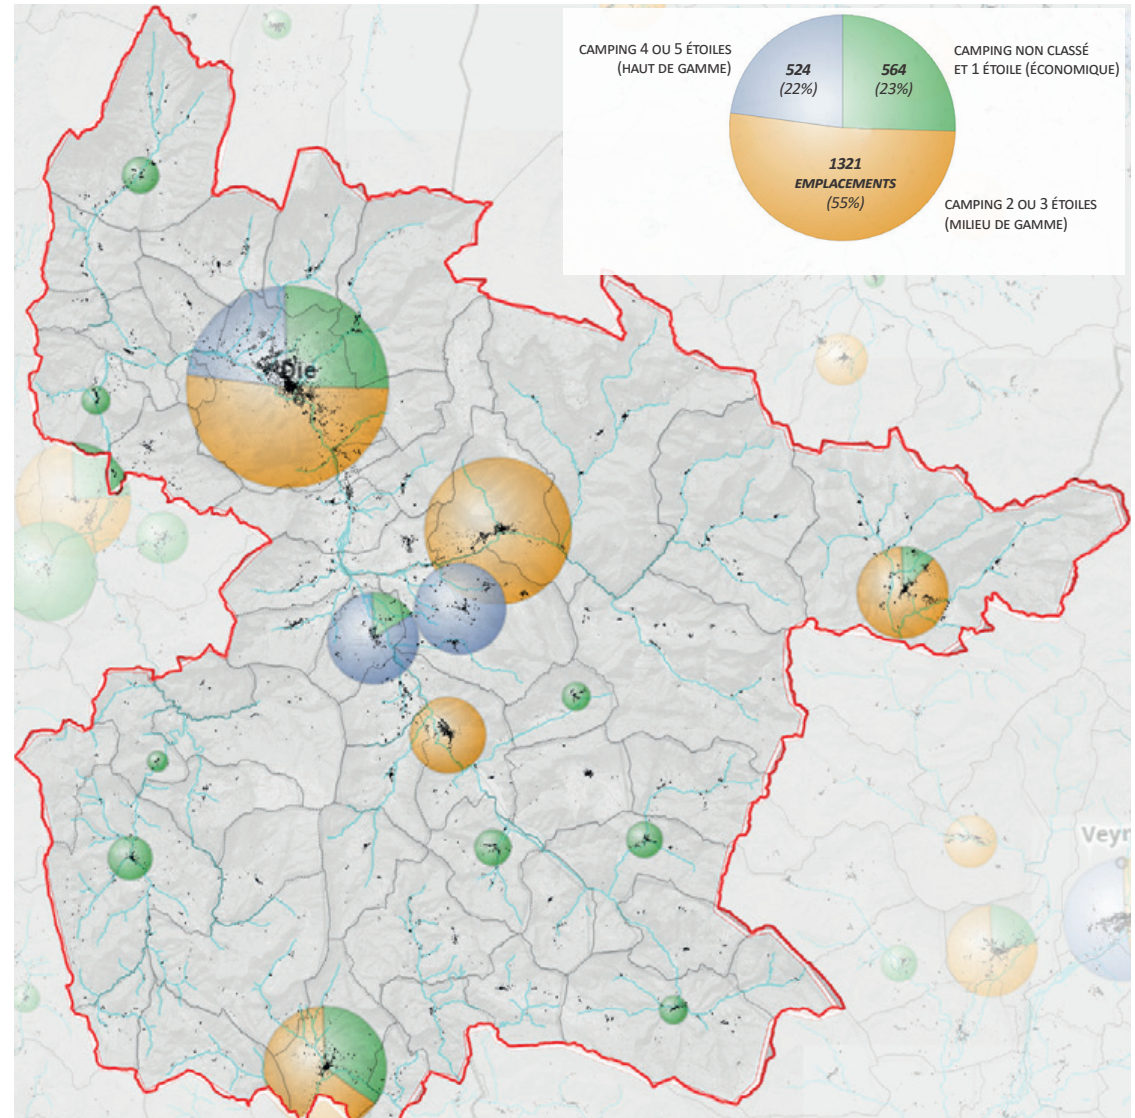 CAMPING 4 OU 5 ÉTOILES
(HAUT DE GAMME)
524
(22%)
564
(23%)
CAMPING NON CLASSÉ
ET 1 ÉTOILE (ÉCONOMIQUE)
1321
EMPLACEMENTS
(55%)
CAMPING 2 OU 3 ÉTOILES
(MILIEU DE GAMME)
Die
Veyn